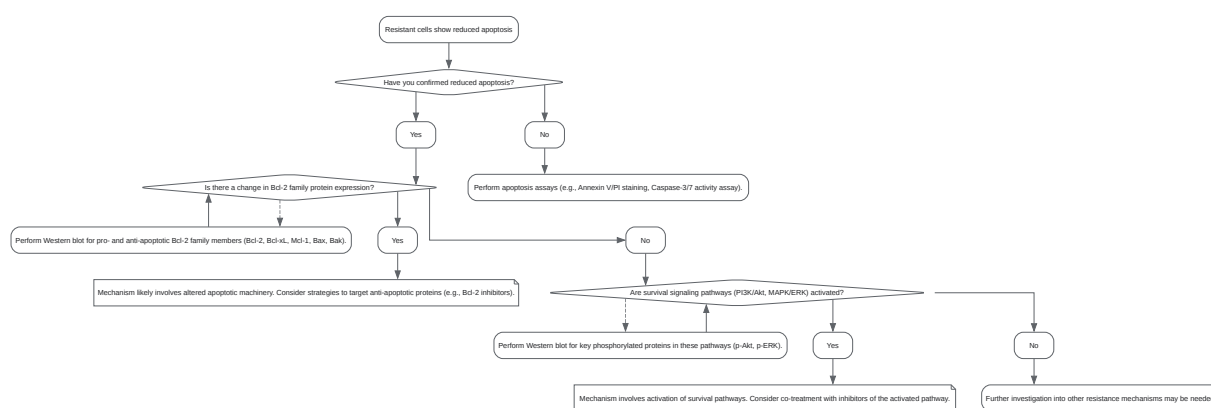 Resistant cells show reduced apoptosis
Have you confirmed reduced apoptosis?
Yes
No
Is there a change in Bcl-2 family protein expression?
Perform apoptosis assays (e.g., Annexin V/PI staining, Caspase-3/7 activity assay).
Perform Western blot for pro- and anti-apoptotic Bcl-2 family members (Bcl-2, Bcl-xL, Mcl-1, Bax, Bak).
Yes
No
Mechanism likely involves altered apoptotic machinery. Consider strategies to target anti-apoptotic proteins (e.g., Bcl-2 inhibitors).
Are survival signaling pathways (PI3K/Akt, MAPK/ERK) activated?
Perform Western blot for key phosphorylated proteins in these pathways (p-Akt, p-ERK).
Yes
No
Mechanism involves activation of survival pathways. Consider co-treatment with inhibitors of the activated pathway.
Further investigation into other resistance mechanisms may be needed